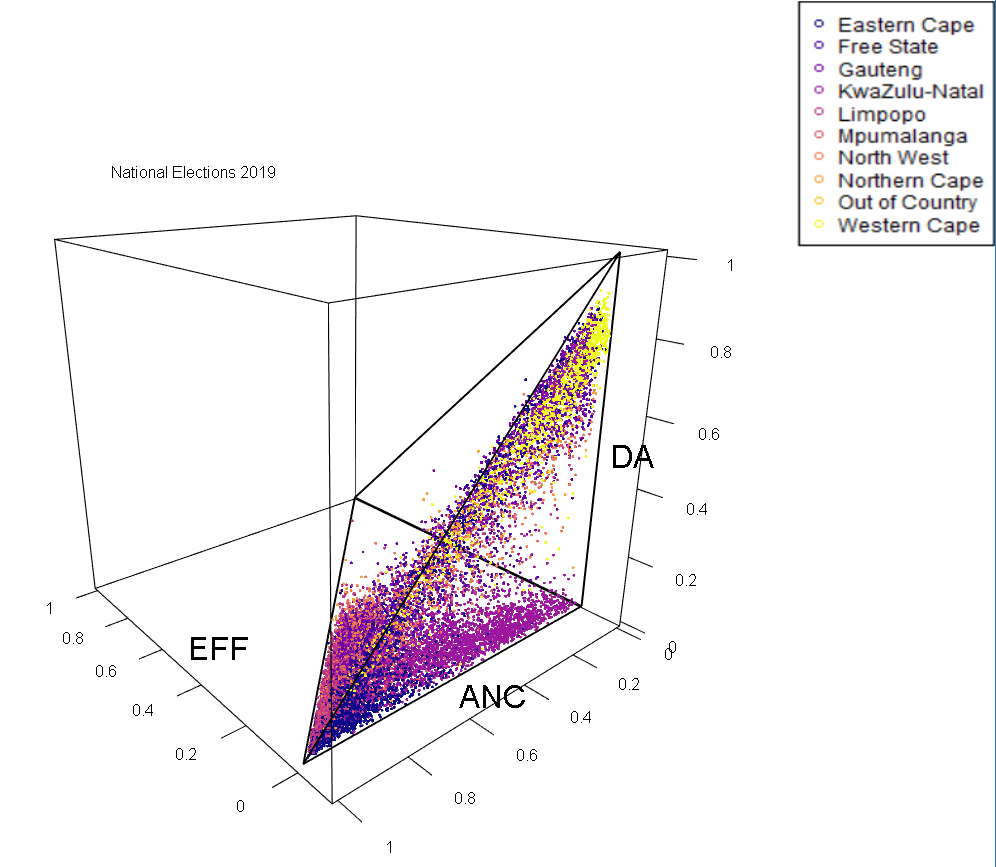 Eastern Cape
Free State
Gauteng
KwaZulu-Natal
Limpopo
Mpumalanga
North West
Northern Cape
Out of Country
Western Cape
National Elections 2019
1
0.8
0.6
DA
0.4
0.2
1
0.8
0
0
EFF
0.6
0.2
ANC
0.4
0.4
0.2
0.6
0
0.8
1